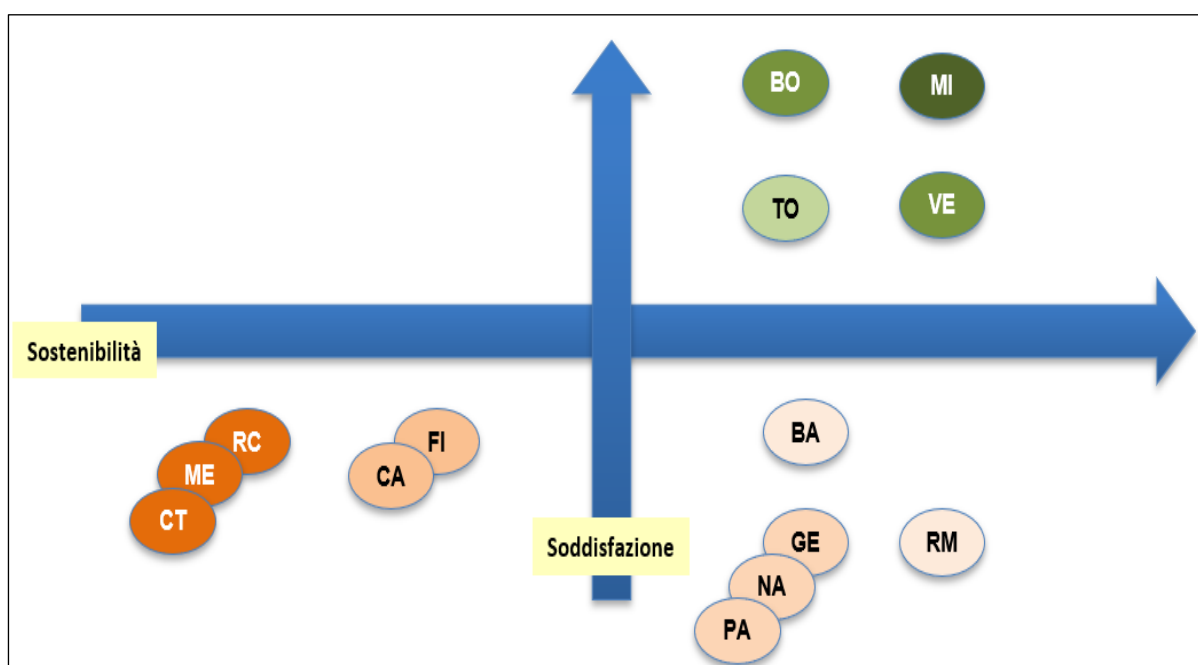 BO
MI
TO
VE
Sostenibilità
RC
FI
BA
ME
CA
CT
Soddisfazione
GE
RM
NA
PA